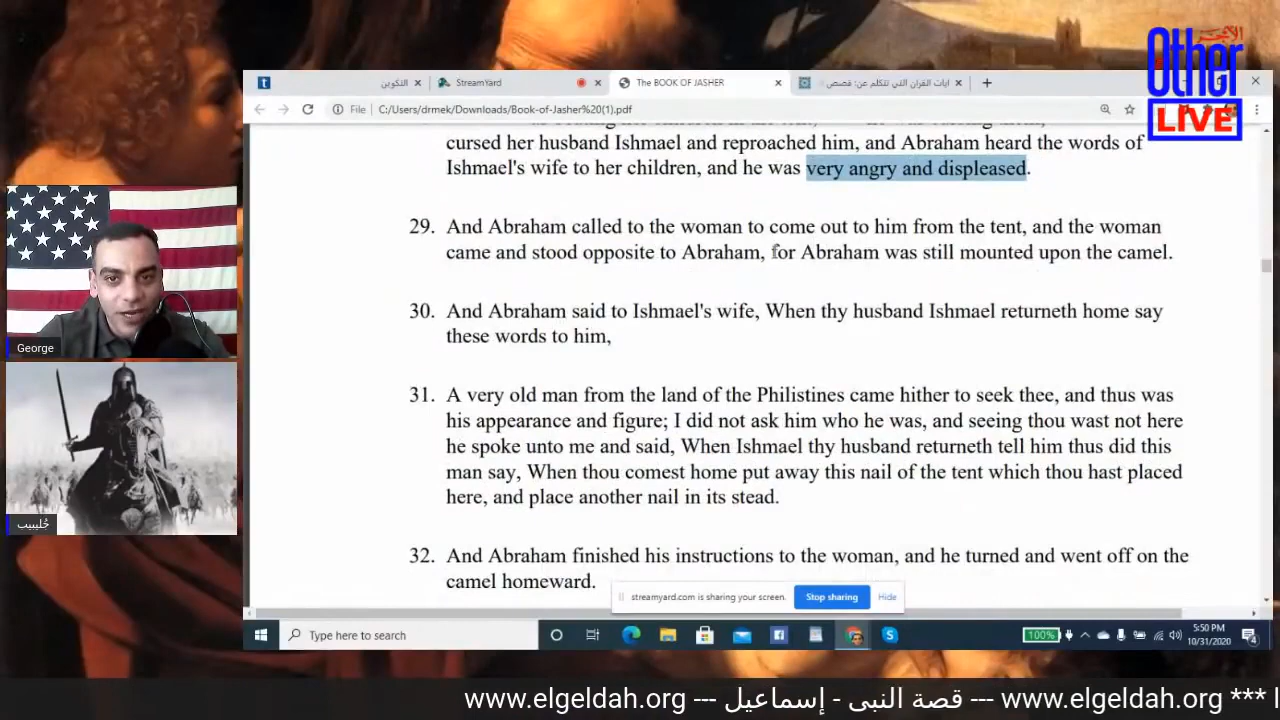 الآخر
Other
LIVE
التكوين
StreamYard
The BOOK OF JASHER
ايات القران التي تتكلم عن: قصص
File
C:/Users/drmek/Downloads/Book-of-Jasher%20(1).pdf
cursed her husband Ishmael and reproached him, and Abraham heard the words of
Ishmael's wife to her children, and he was very angry and displeased.
29. And Abraham called to the woman to come out to him from the tent, and the woman
came and stood opposite to Abraham, for Abraham was still mounted upon the camel.
30. And Abraham said to Ishmael's wife, When thy husband Ishmael returneth home say
these words to him,
31. A very old man from the land of the Philistines came hither to seek thee, and thus was
his appearance and figure; I did not ask him who he was, and seeing thou wast not here
he spoke unto me and said, When Ishmael thy husband returneth tell him thus did this
man say, When thou comest home put away this nail of the tent which thou hast placed
here, and place another nail in its stead.
32. And Abraham finished his instructions to the woman, and he turned and went off on the
camel homeward.
George
جُليبيب
streamyard.com is sharing your screen.
Stop sharing
Hide
Type here to search
100%
5:50 PM
10/31/2020
4
www.elgeldah.org --- قصة النبى - إسماعيل --- www.elgeldah.org ***